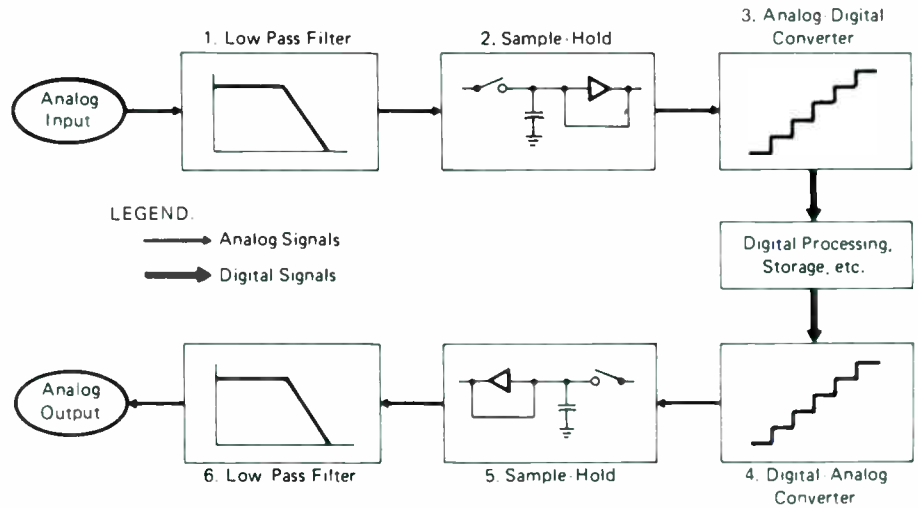 1. Low Pass Filter
2. Sample-Hold
3. Analog-Digital
Converter
Analog
Input
LEGEND.
Analog Signals
Digital Signals
Digital Processing,
Storage, etc.
Analog
Output
6. Low Pass Filter
5. Sample-Hold
4. Digital-Analog
Converter